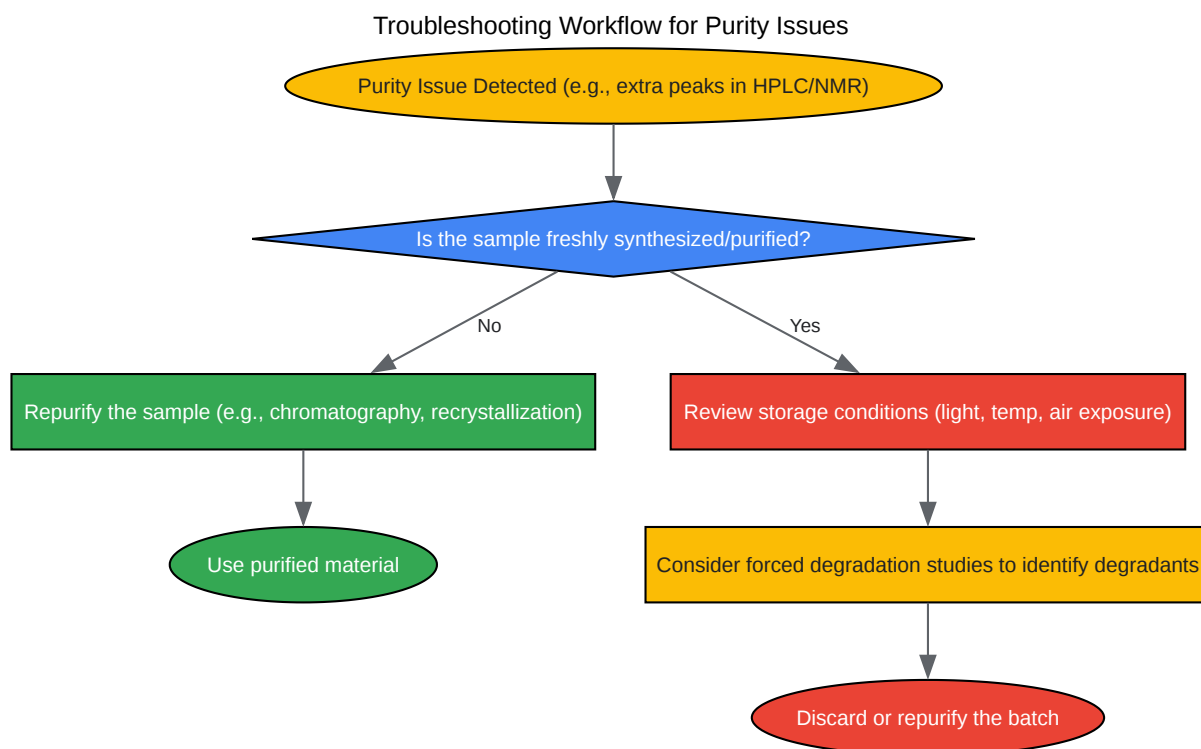 Troubleshooting Workflow for Purity Issues
Purity Issue Detected (e.g., extra peaks in HPLC/NMR)
Is the sample freshly synthesized/purified?
No
Yes
Repurify the sample (e.g., chromatography, recrystallization)
Review storage conditions (light, temp, air exposure)
Use purified material
Consider forced degradation studies to identify degradants
Discard or repurify the batch